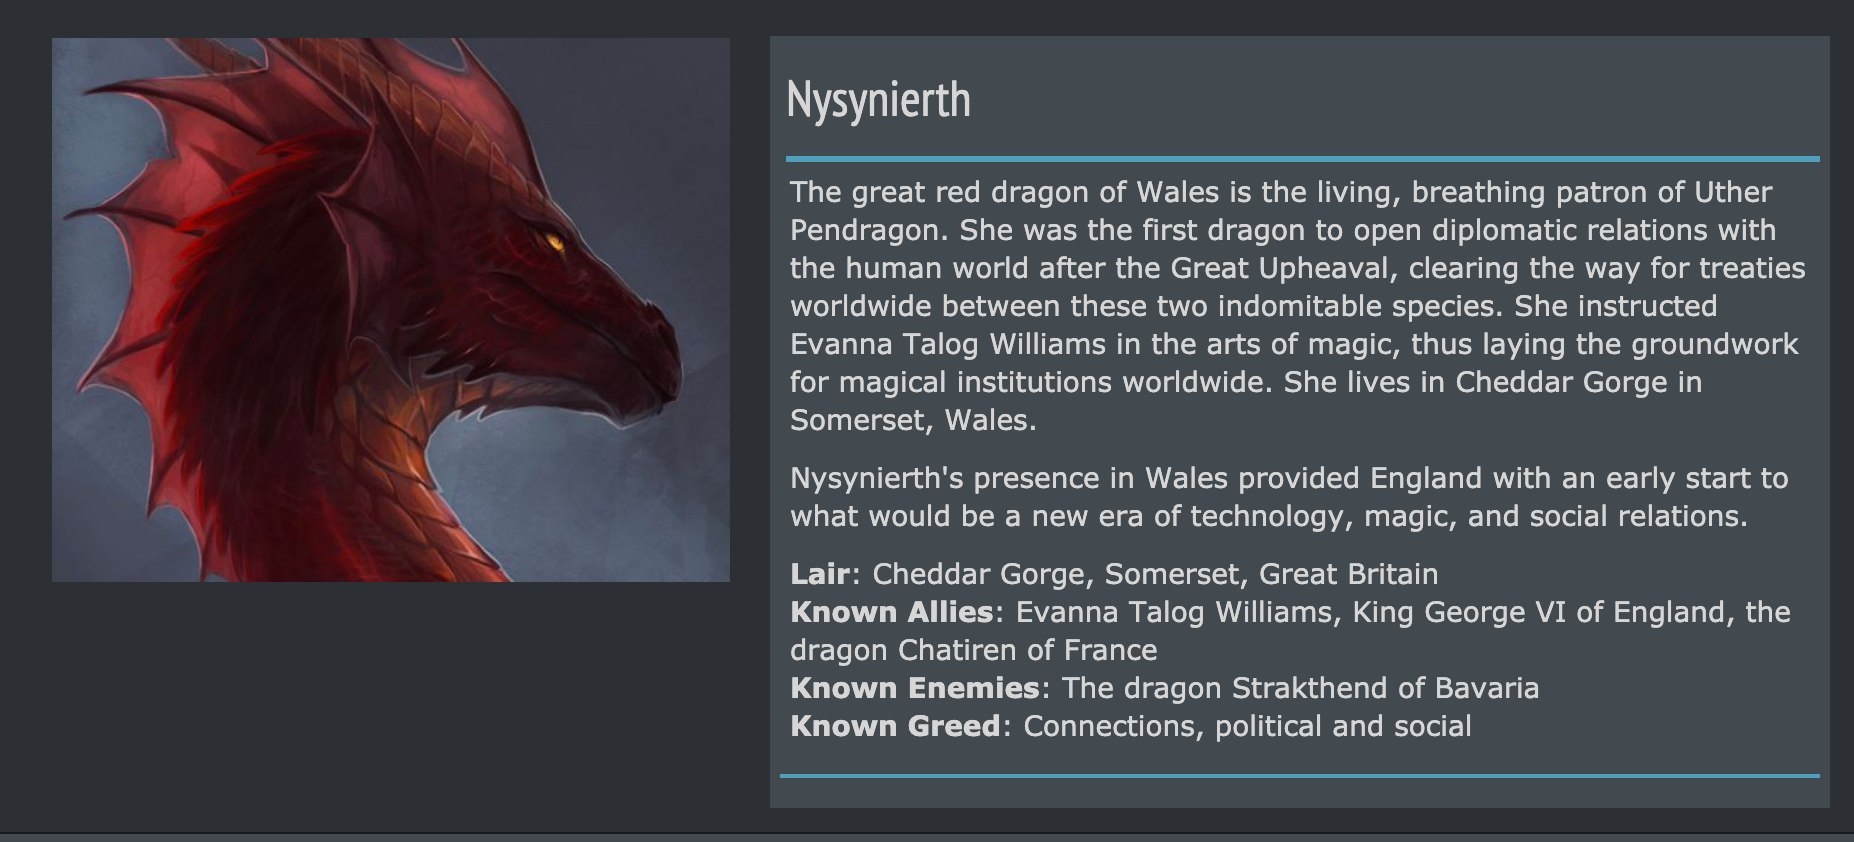 Nysynierth
The great red dragon of Wales is the living, breathing patron of Uther
Pendragon. She was the first dragon to open diplomatic relations with
the human world after the Great Upheaval, clearing the way for treaties
worldwide between these two indomitable species. She instructed
Evanna Talog Williams in the arts of magic, thus laying the groundwork
for magical institutions worldwide. She lives in Cheddar Gorge in
Somerset, Wales.
Nysynierth's presence in Wales provided England with an early start to
what would be a new era of technology, magic, and social relations.
Lair: Cheddar Gorge, Somerset, Great Britain
Known Allies: Evanna Talog Williams, King George VI of England, the
dragon Chatiren of France
Known Enemies: The dragon Strakthend of Bavaria
Known Greed: Connections, political and social